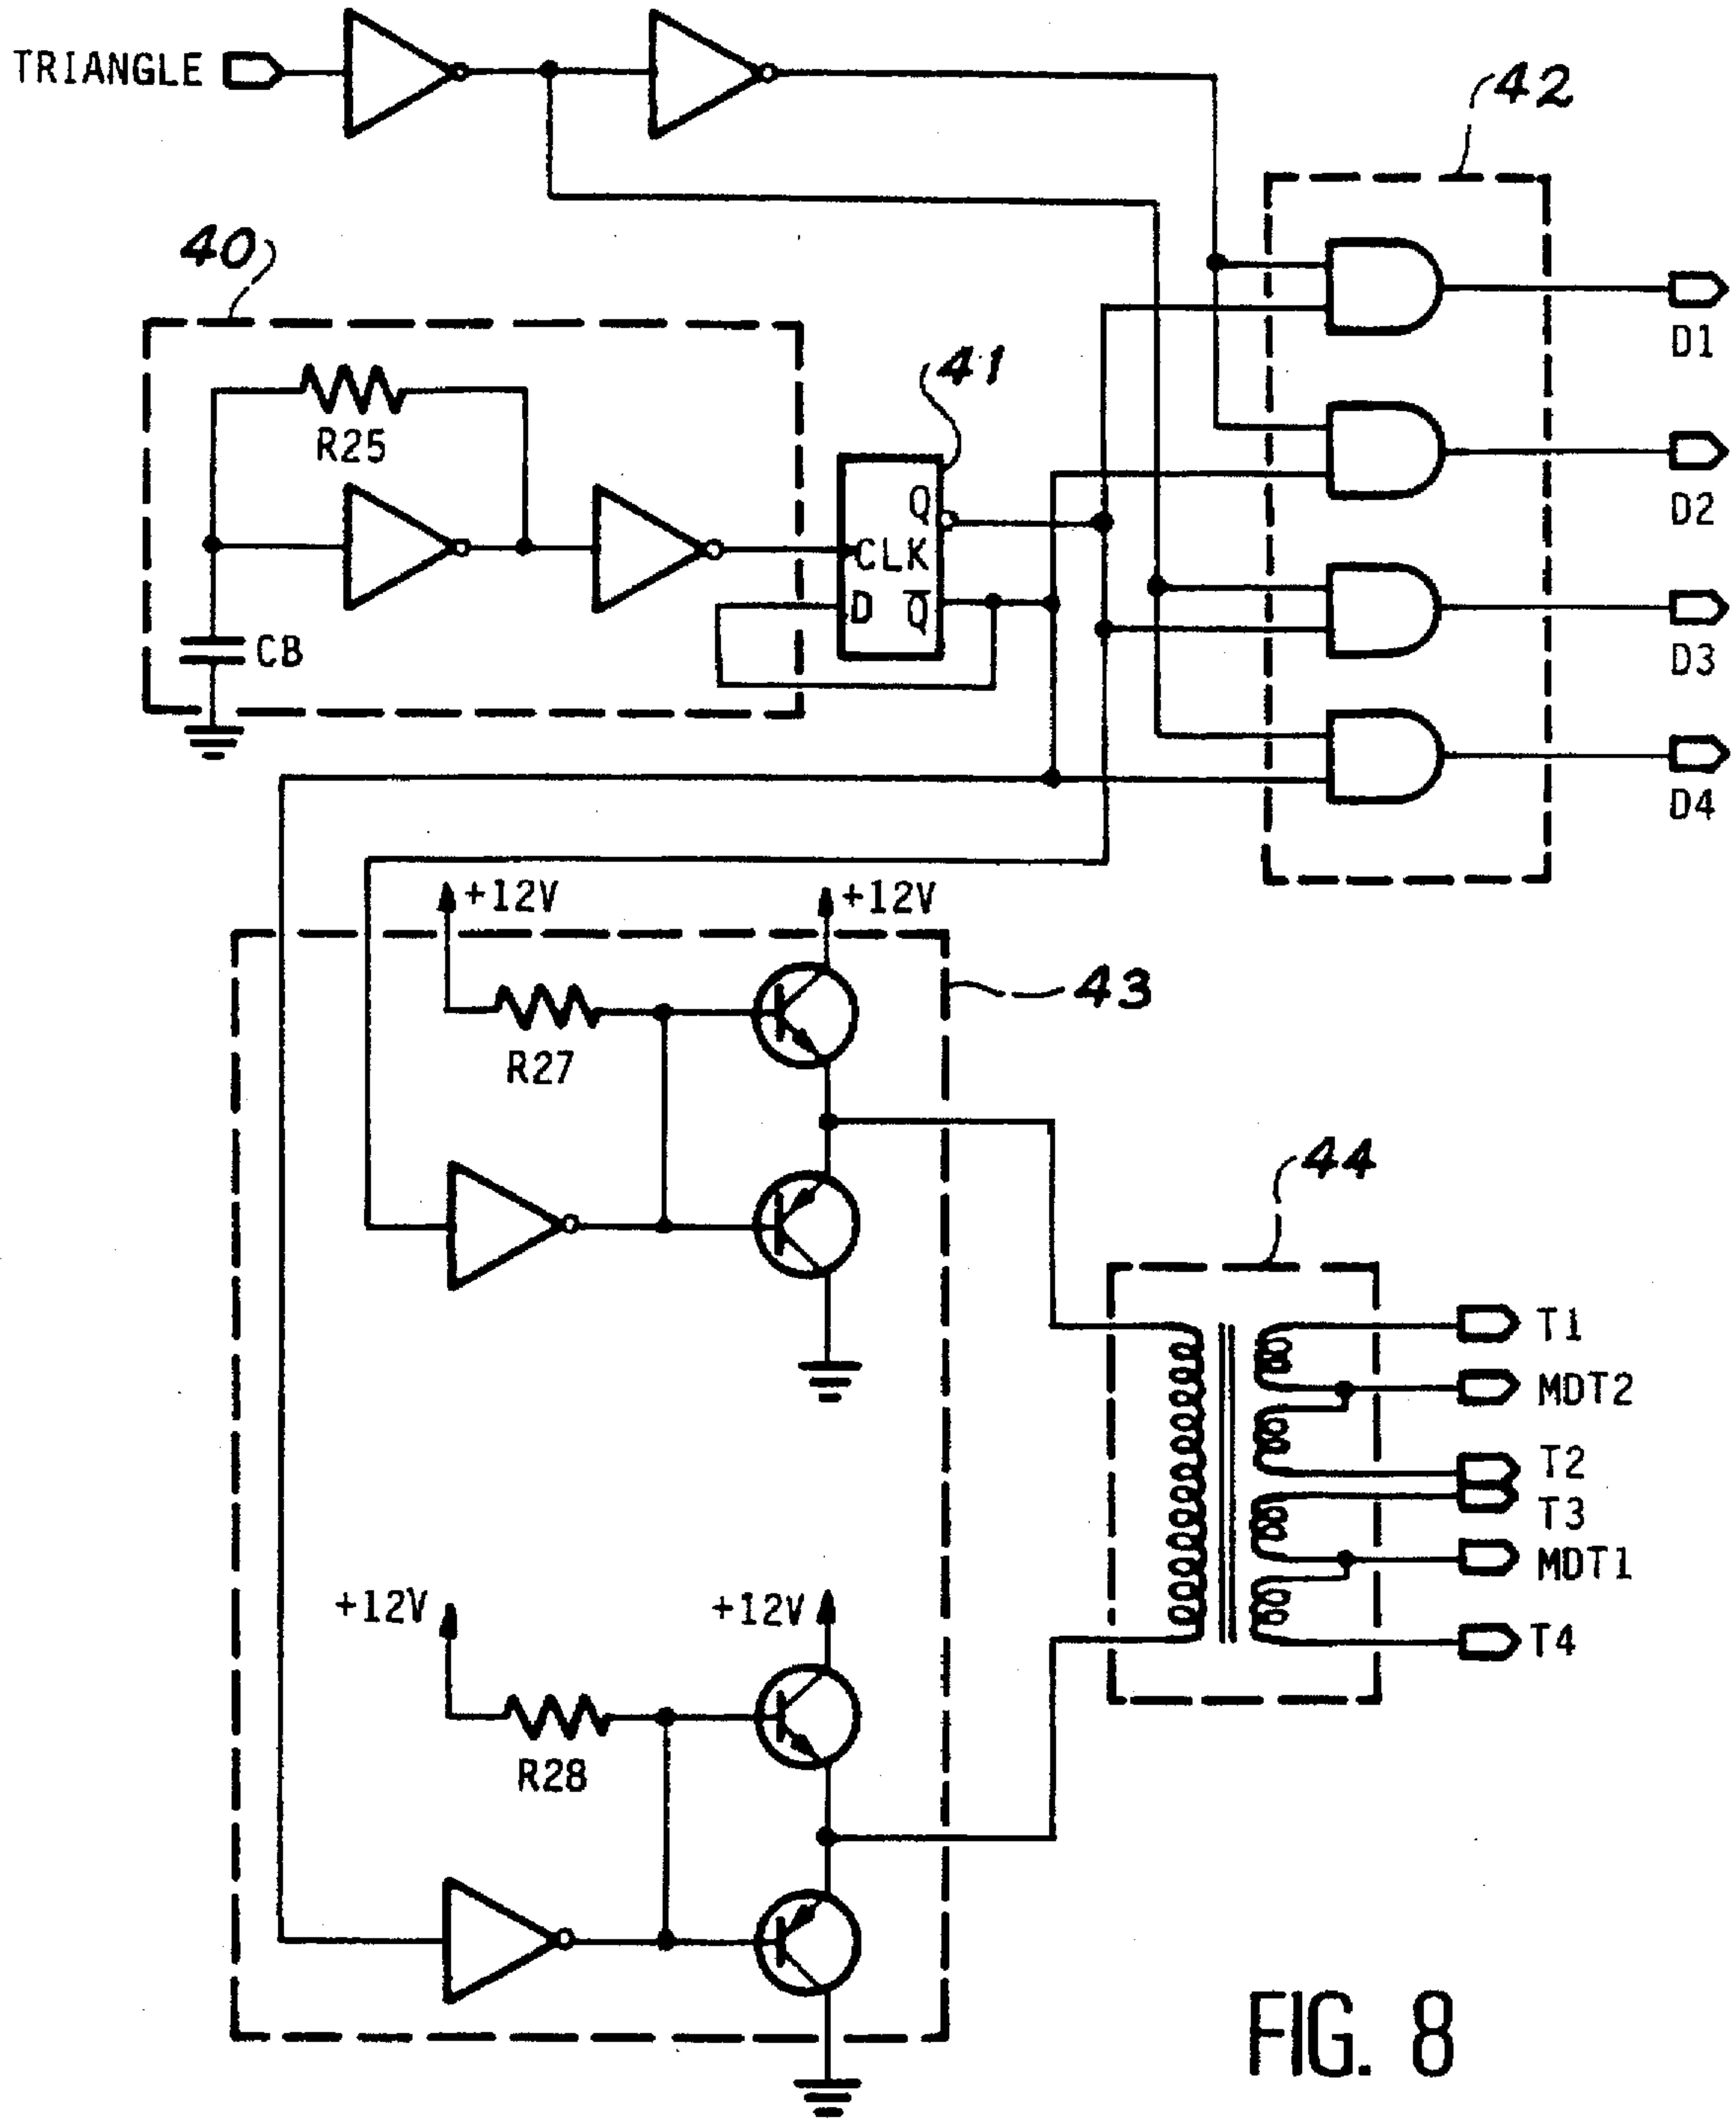 TRIANGLE
42
40
D1
41
R25
Q
D2
CLK
D Q̅
CB
D3
D4
+12V +12V
43
R27
44
T1
MDT2
T2
T3
MDT1
+12V +12V
T4
R28
FIG. 8